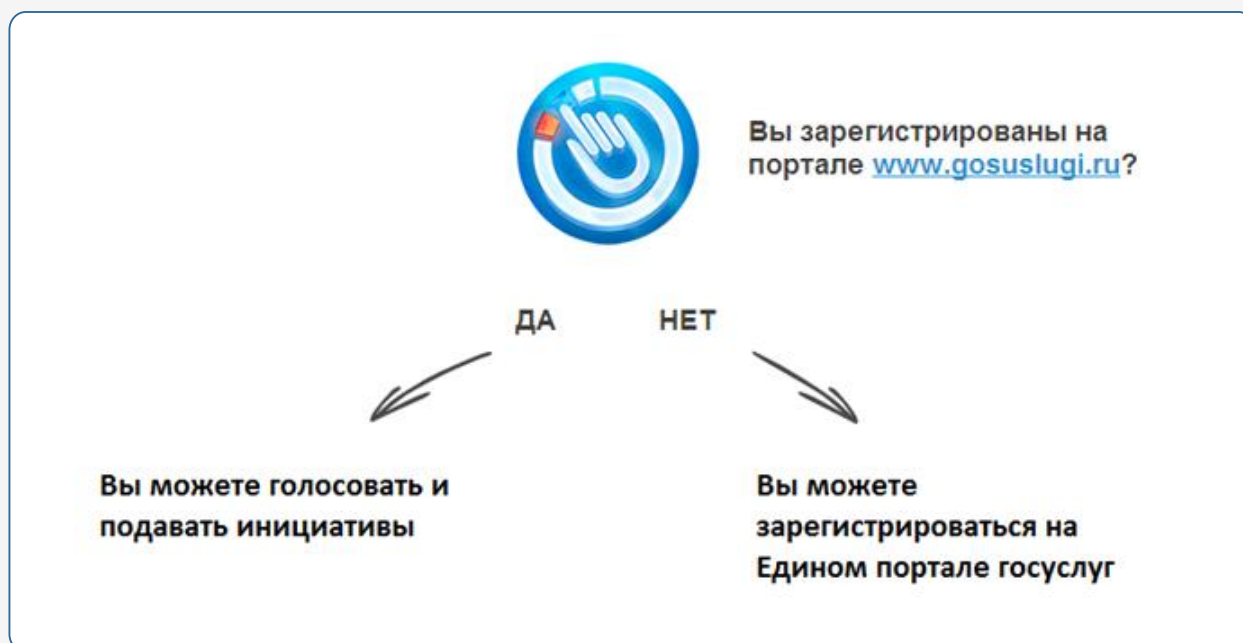 Вы зарегистрированы на
портале www.gosuslugi.ru?
ДА НЕТ
Вы можете голосовать и
подавать инициативы
Вы можете
зарегистрироваться на
Едином портале госуслуг